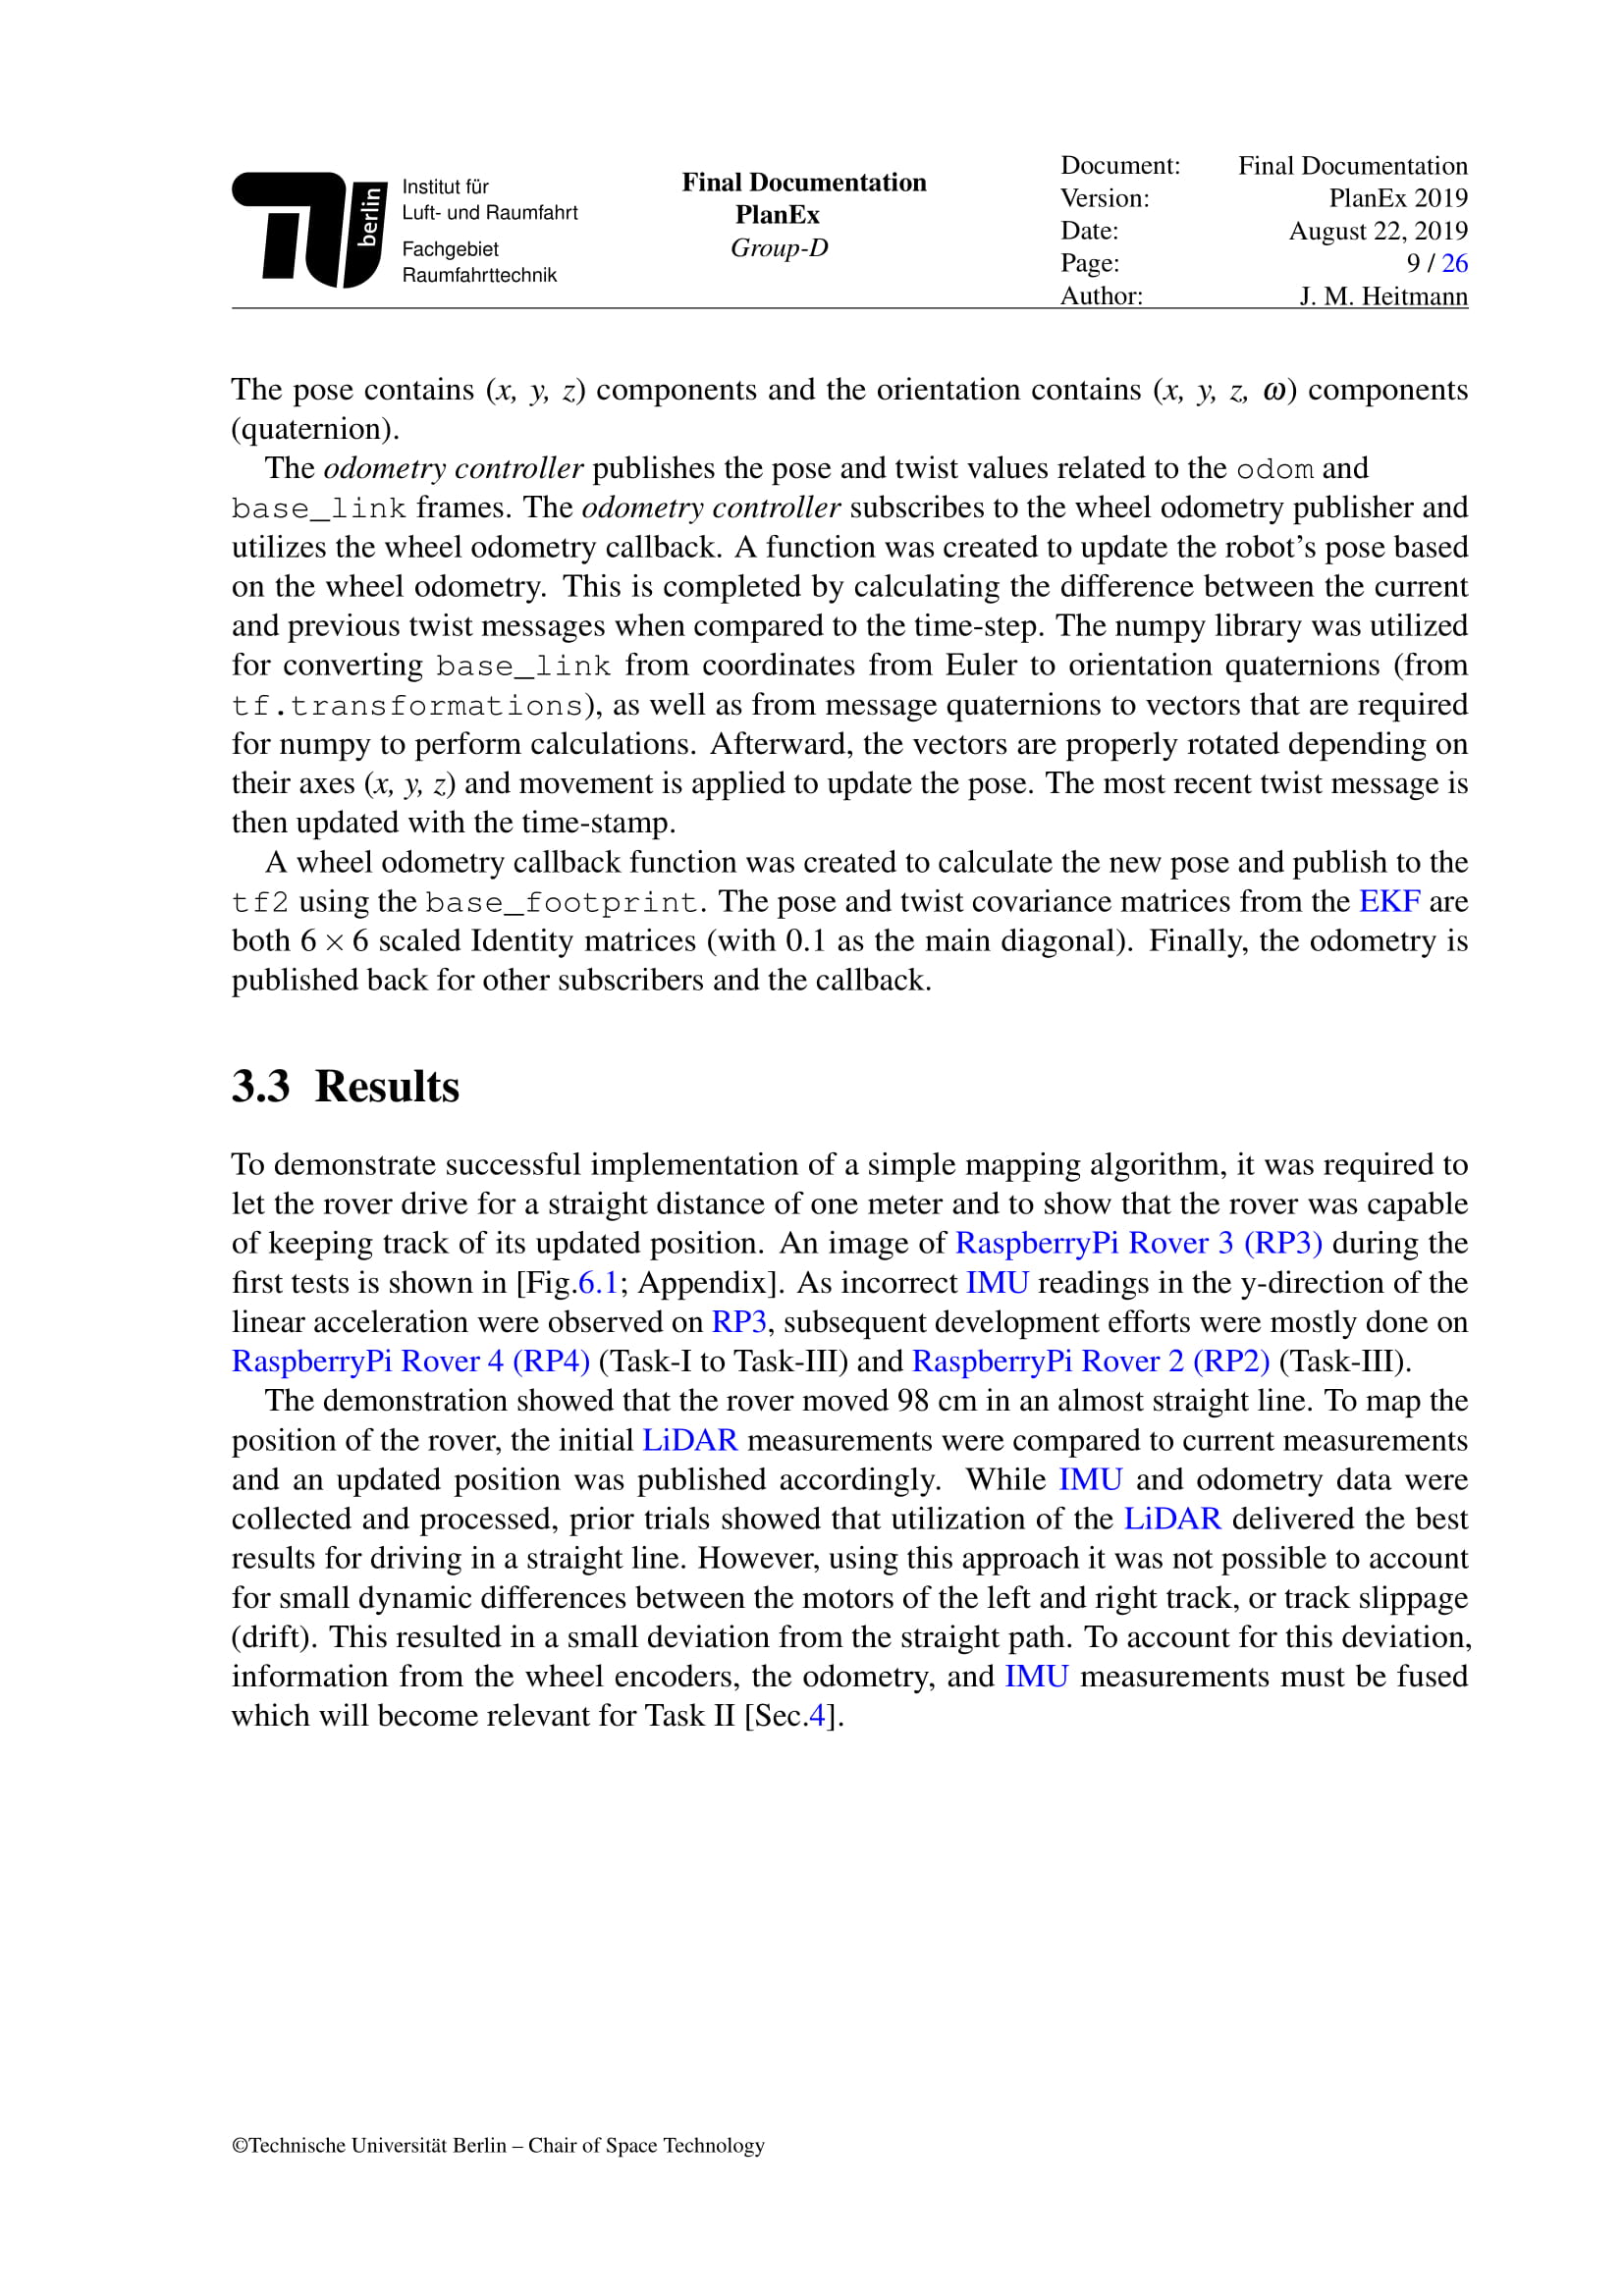 berlin
Institut für
Luft- und Raumfahrt
Fachgebiet
Raumfahrttechnik
Final Documentation
PlanEx
Group-D
Document: Final Documentation
Version: PlanEx 2019
Date: August 22, 2019
Page: 9 / 26
Author: J. M. Heitmann
The pose contains (x, y, z) components and the orientation contains (x, y, z, ω) components
(quaternion).
The odometry controller publishes the pose and twist values related to the odom and
base_link frames. The odometry controller subscribes to the wheel odometry publisher and
utilizes the wheel odometry callback. A function was created to update the robot's pose based
on the wheel odometry. This is completed by calculating the difference between the current
and previous twist messages when compared to the time-step. The numpy library was utilized
for converting base_link from coordinates from Euler to orientation quaternions (from
tf.transformations), as well as from message quaternions to vectors that are required
for numpy to perform calculations. Afterward, the vectors are properly rotated depending on
their axes (x, y, z) and movement is applied to update the pose. The most recent twist message is
then updated with the time-stamp.
A wheel odometry callback function was created to calculate the new pose and publish to the
tf2 using the base_footprint. The pose and twist covariance matrices from the EKF are
both 6 × 6 scaled Identity matrices (with 0.1 as the main diagonal). Finally, the odometry is
published back for other subscribers and the callback.
3.3 Results
To demonstrate successful implementation of a simple mapping algorithm, it was required to
let the rover drive for a straight distance of one meter and to show that the rover was capable
of keeping track of its updated position. An image of RaspberryPi Rover 3 (RP3) during the
first tests is shown in [Fig.6.1; Appendix]. As incorrect IMU readings in the y-direction of the
linear acceleration were observed on RP3, subsequent development efforts were mostly done on
RaspberryPi Rover 4 (RP4) (Task-I to Task-III) and RaspberryPi Rover 2 (RP2) (Task-III).
The demonstration showed that the rover moved 98 cm in an almost straight line. To map the
position of the rover, the initial LiDAR measurements were compared to current measurements
and an updated position was published accordingly. While IMU and odometry data were
collected and processed, prior trials showed that utilization of the LiDAR delivered the best
results for driving in a straight line. However, using this approach it was not possible to account
for small dynamic differences between the motors of the left and right track, or track slippage
(drift). This resulted in a small deviation from the straight path. To account for this deviation,
information from the wheel encoders, the odometry, and IMU measurements must be fused
which will become relevant for Task II [Sec.4].
©Technische Universität Berlin – Chair of Space Technology